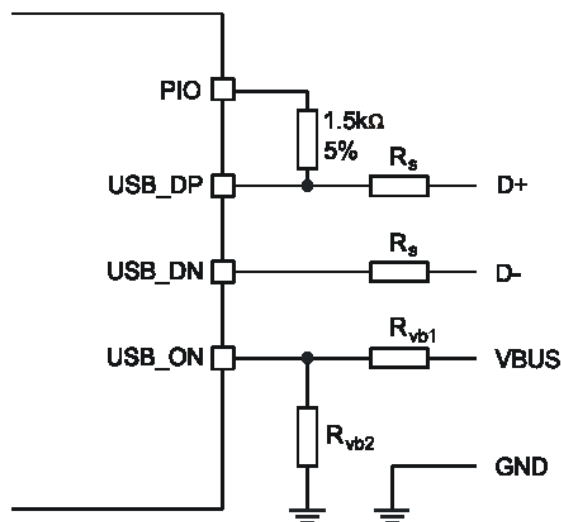 PIO
1.5kΩ
5%
USB_DP
Rs
D+
USB_DN
Rs
D-
USB_ON
Rvb1
VBUS
Rvb2
GND